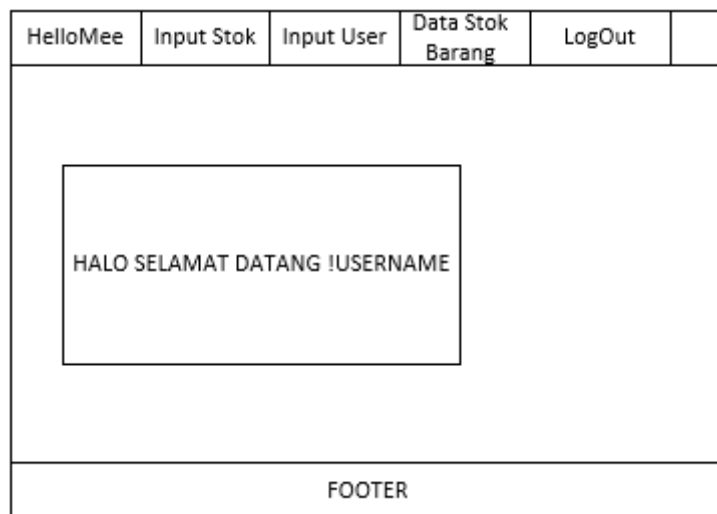 HelloMee
Input Stok
Input User
Data Stok
Barang
LogOut
HALO SELAMAT DATANG !USERNAME
FOOTER